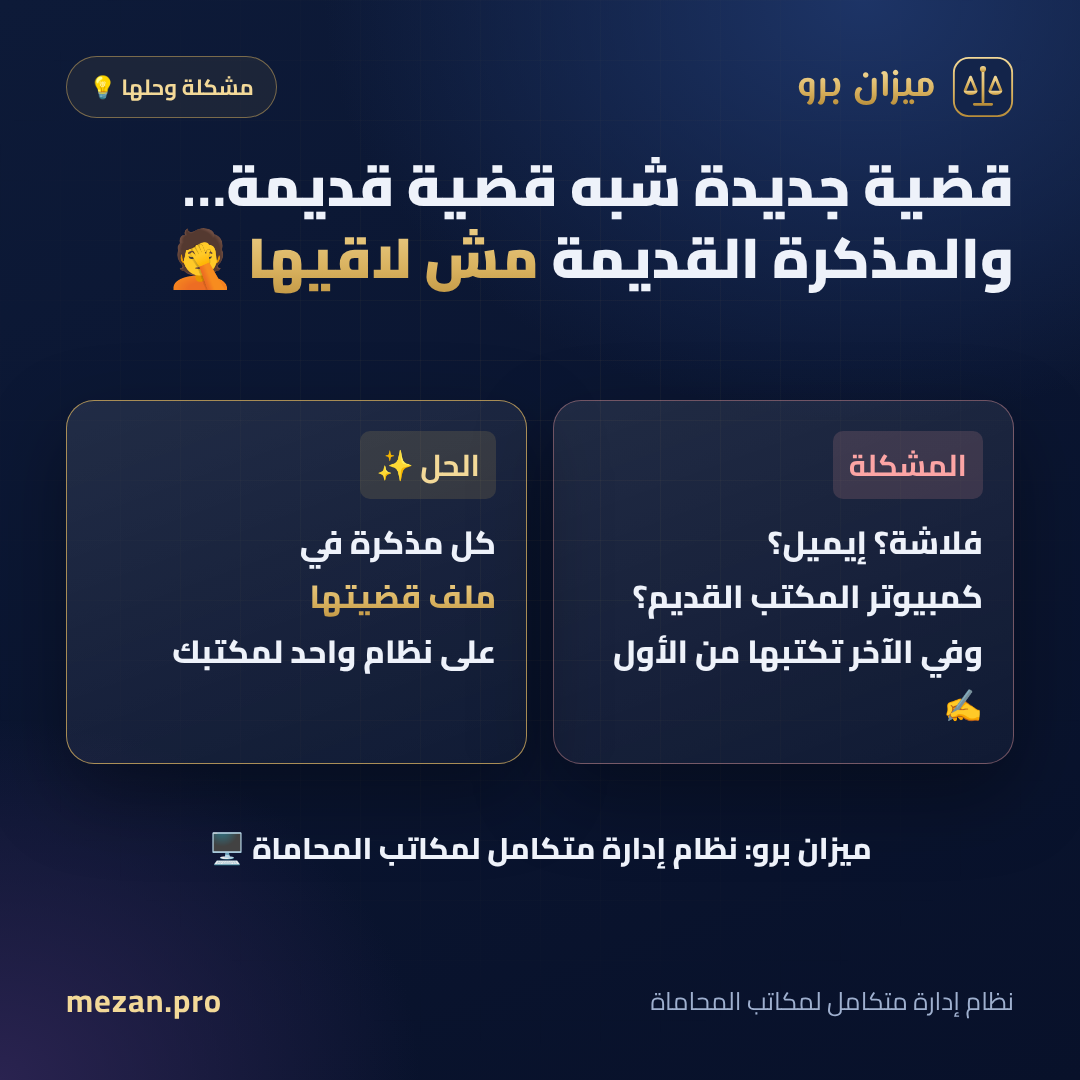 ميزان برو
مشكلة وحلها 💡
قضية جديدة شبه قضية قديمة...
والمذكرة القديمة مش لاقيها 🤦
المشكلة
فلاشة؟ إيميل؟
كمبيوتر المكتب القديم؟
وفي الآخر تكتبها من الأول
✍️
الحل ✨
كل مذكرة في
ملف قضيتها
على نظام واحد لمكتبك
ميزان برو: نظام إدارة متكامل لمكاتب المحاماة 🖥️
نظام إدارة متكامل لمكاتب المحاماة
mezan.pro